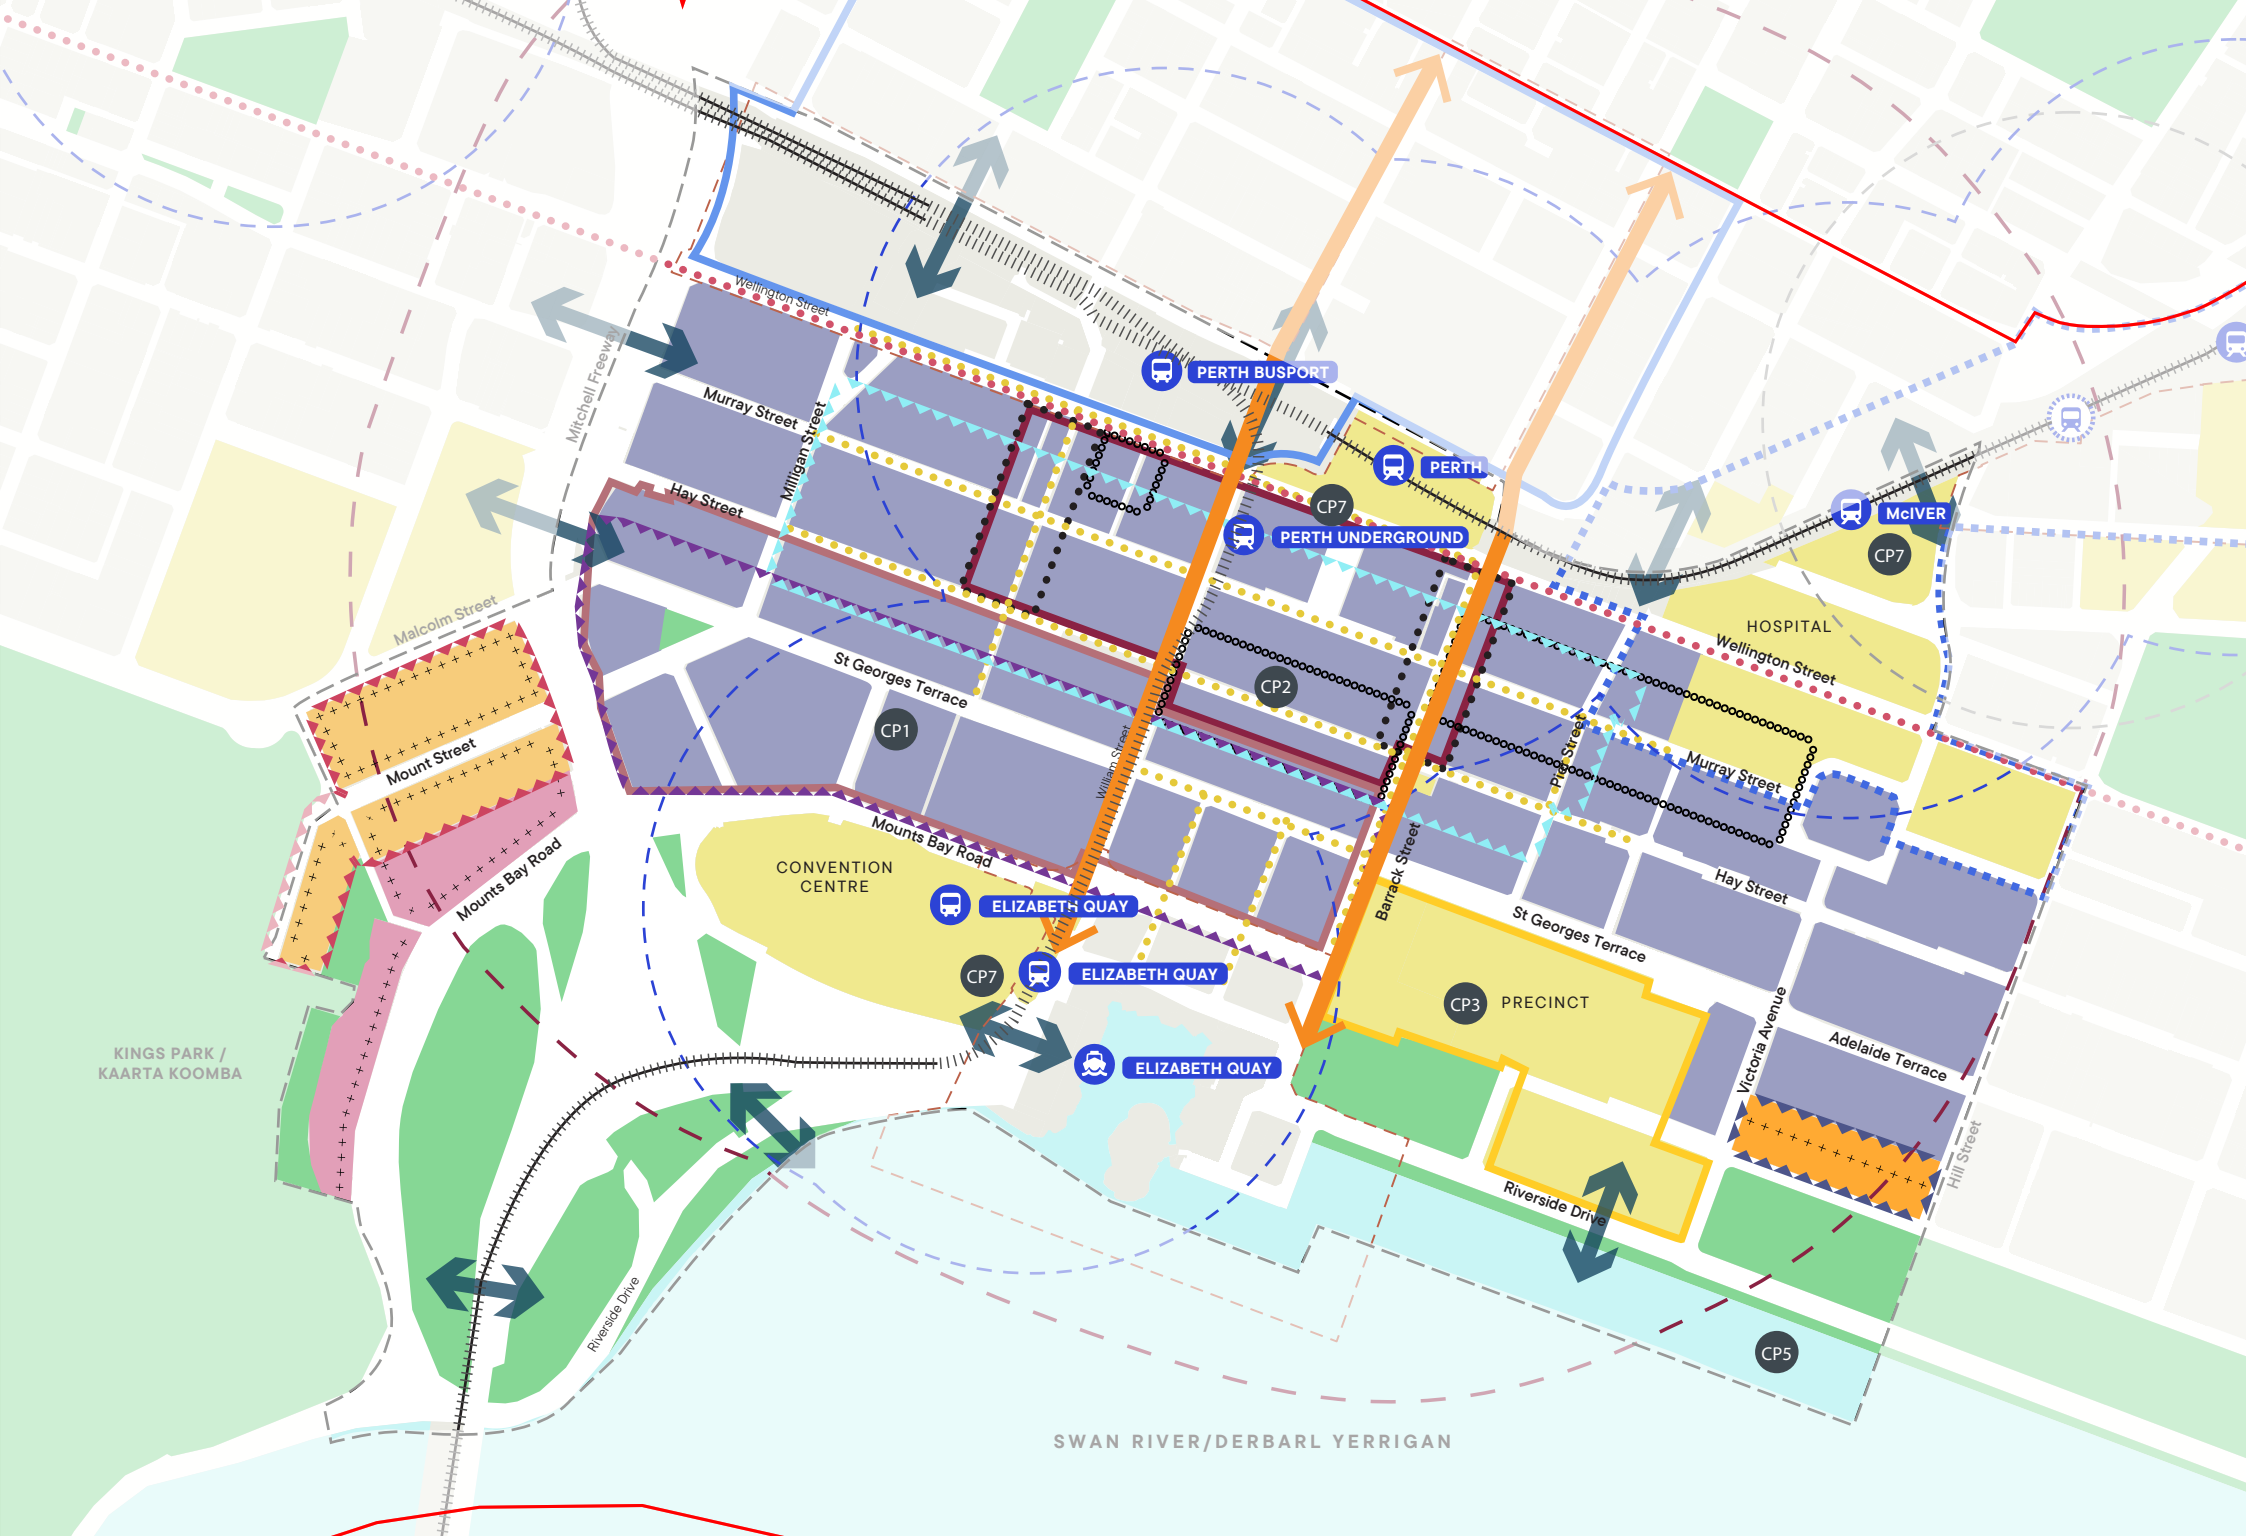 Wellington Street
Mitchell Freeway
PERTH BUSPORT
Murray Street
Milligan Street
PERTH
Hay Street
CP7
PERTH UNDERGROUND
McIVER
CP7
Malcolm Street
HOSPITAL
Wellington Street
St Georges Terrace
CP2
CP1
Mount Street
William Street
Pier Street
Murray Street
Mounts Bay Road
CONVENTION
CENTRE
Mounts Bay Road
Barrack Street
Hay Street
ELIZABETH QUAY
St Georges Terrace
CP7
ELIZABETH QUAY
CP3
PRECINCT
Victoria Avenue
Adelaide Terrace
KINGS PARK /
KAARTA KOOMBA
ELIZABETH QUAY
Hill Street
Riverside Drive
Riverside Drive
CP5
SWAN RIVER/DERBARL YERRIGAN